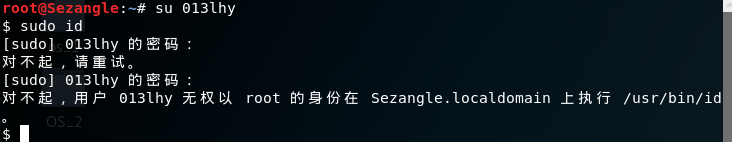 root@Sezangle:~# su 013lhy
$ sudo id
[sudo] 013lhy 的密码：
对不起，请重试。
[sudo] 013lhy 的密码：
对不起，用户 013lhy 无权以 root 的身份在 Sezangle.localdomain 上执行 /usr/bin/id
。
OS_2
$